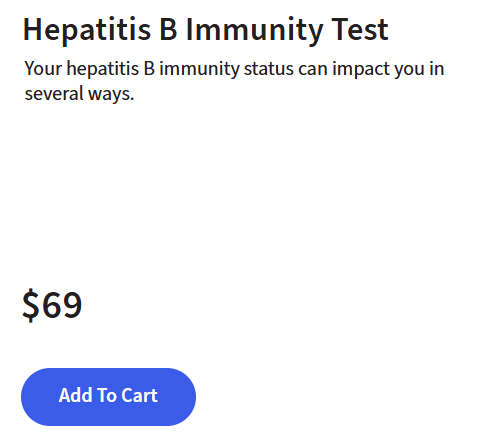 Hepatitis B Immunity Test
Your hepatitis B immunity status can impact you in
several ways.
$69
Add To Cart